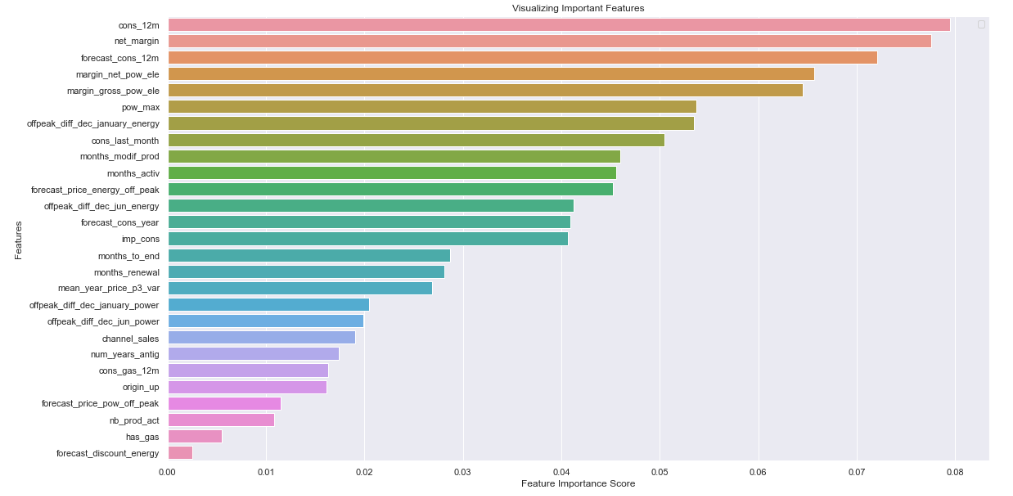 Visualizing Important Features
cons_12m
net_margin
forecast_cons_12m
margin_net_pow_ele
margin_gross_pow_ele
pow_max
offpeak_diff_dec_january_energy
cons_last_month
months_modif_prod
months_activ
forecast_price_energy_off_peak
offpeak_diff_dec_jun_energy
forecast_cons_year
imp_cons
months_to_end
months_renewal
mean_year_price_p3_var
offpeak_diff_dec_january_power
offpeak_diff_dec_jun_power
channel_sales
num_years_antig
cons_gas_12m
origin_up
forecast_price_pow_off_peak
nb_prod_act
has_gas
forecast_discount_energy
Features
0.00 0.01 0.02 0.03 0.04 0.05 0.06 0.07 0.08
Feature Importance Score